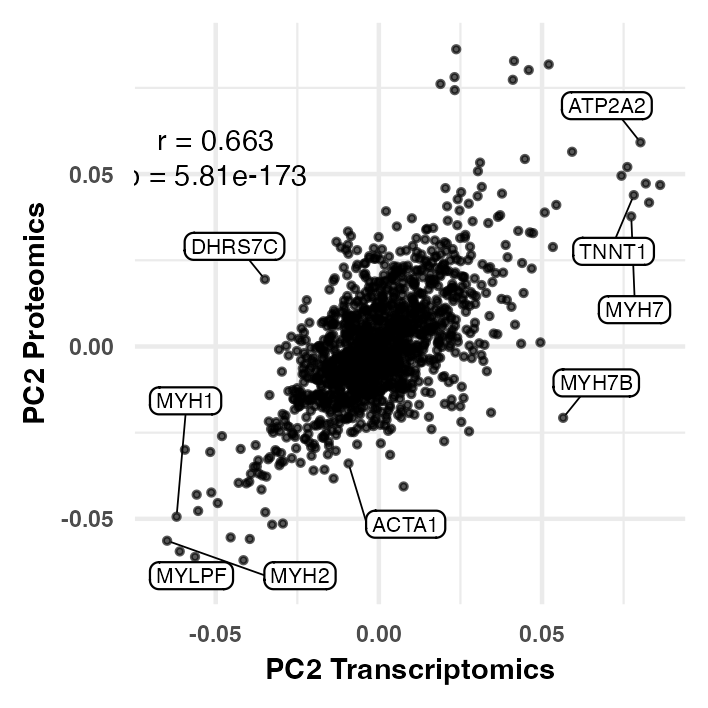 ATP2A2
r = 0.663
= 5.81e-173
0.05
DHRS7C
TNNT1
MYH7
0.00
MYH7B
MYH1
-0.05
ACTA1
MYLPF
MYH2
-0.05
0.00
0.05
PC2 Transcriptomics
PC2 Proteomics